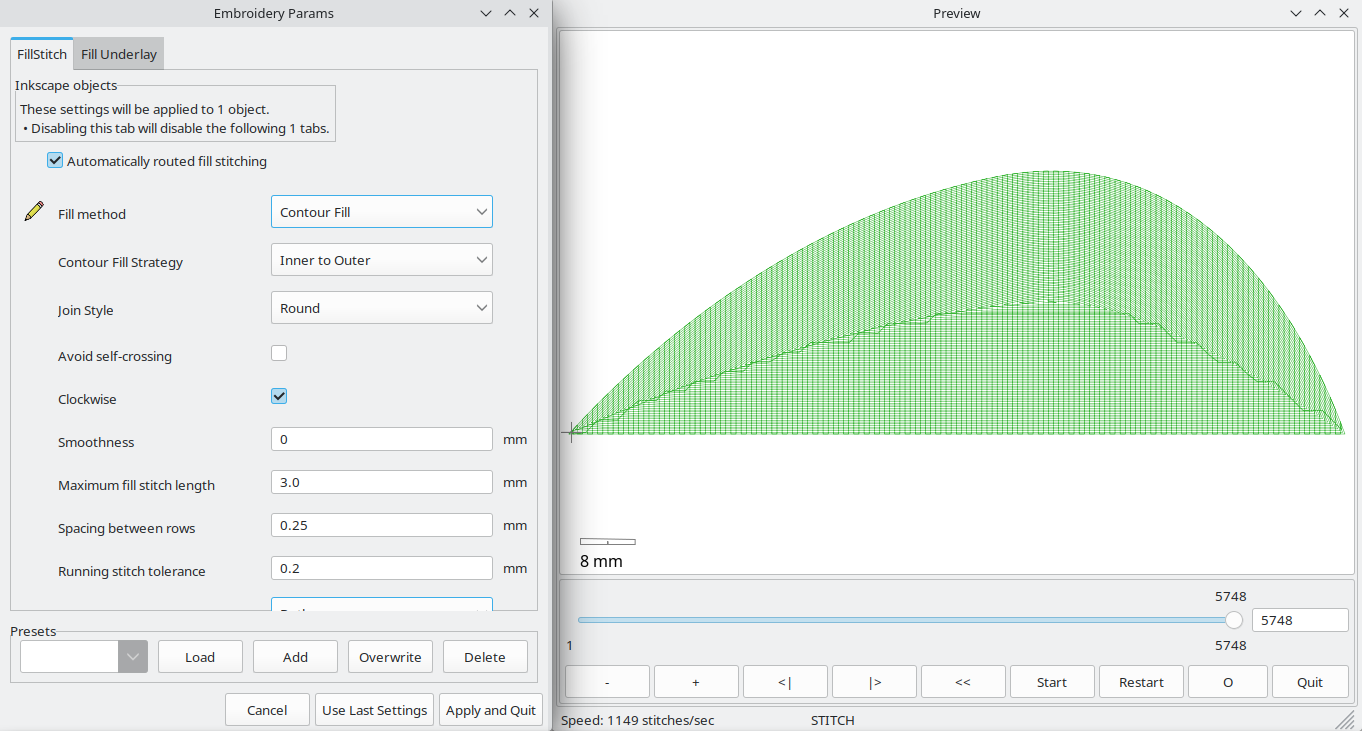 Embroidery Params
FillStitch
Fill Underlay
Inkscape objects
These settings will be applied to 1 object.
• Disabling this tab will disable the following 1 tabs.
Automatically routed fill stitching
Fill method
Contour Fill
Contour Fill Strategy
Inner to Outer
Join Style
Round
Avoid self-crossing
Clockwise
Smoothness
0
mm
Maximum fill stitch length
3.0
mm
Spacing between rows
0.25
mm
Running stitch tolerance
0.2
mm
Presets
Load
Add
Overwrite
Delete
Cancel
Use Last Settings
Apply and Quit
Preview
8 mm
5748
5748
1
5748
-
+
<|
|>
<<
Start
Restart
O
Quit
Speed: 1149 stitches/sec
STITCH